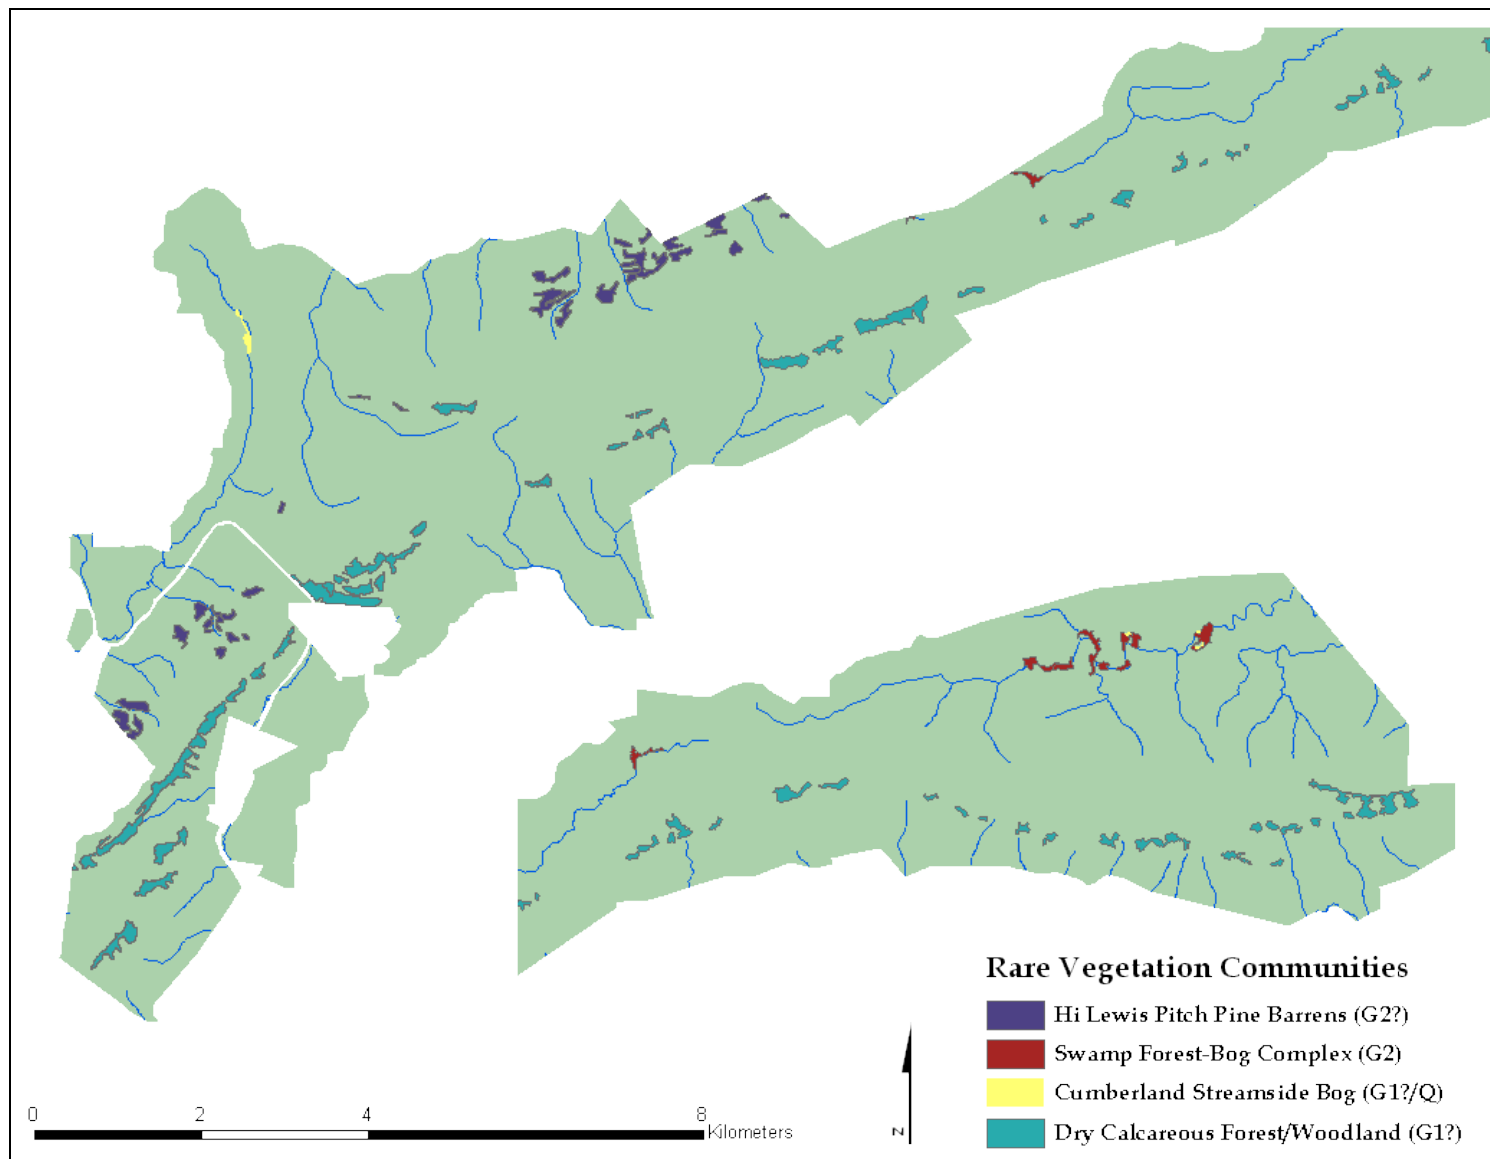 Rare Vegetation Communities
Hi Lewis Pitch Pine Barrens (G2?)
Swamp Forest-Bog Complex (G2)
Cumberland Streamside Bog (G1?/Q)
Dry Calcareous Forest/Woodland (G1?)
0 2 4 8
Kilometers
N